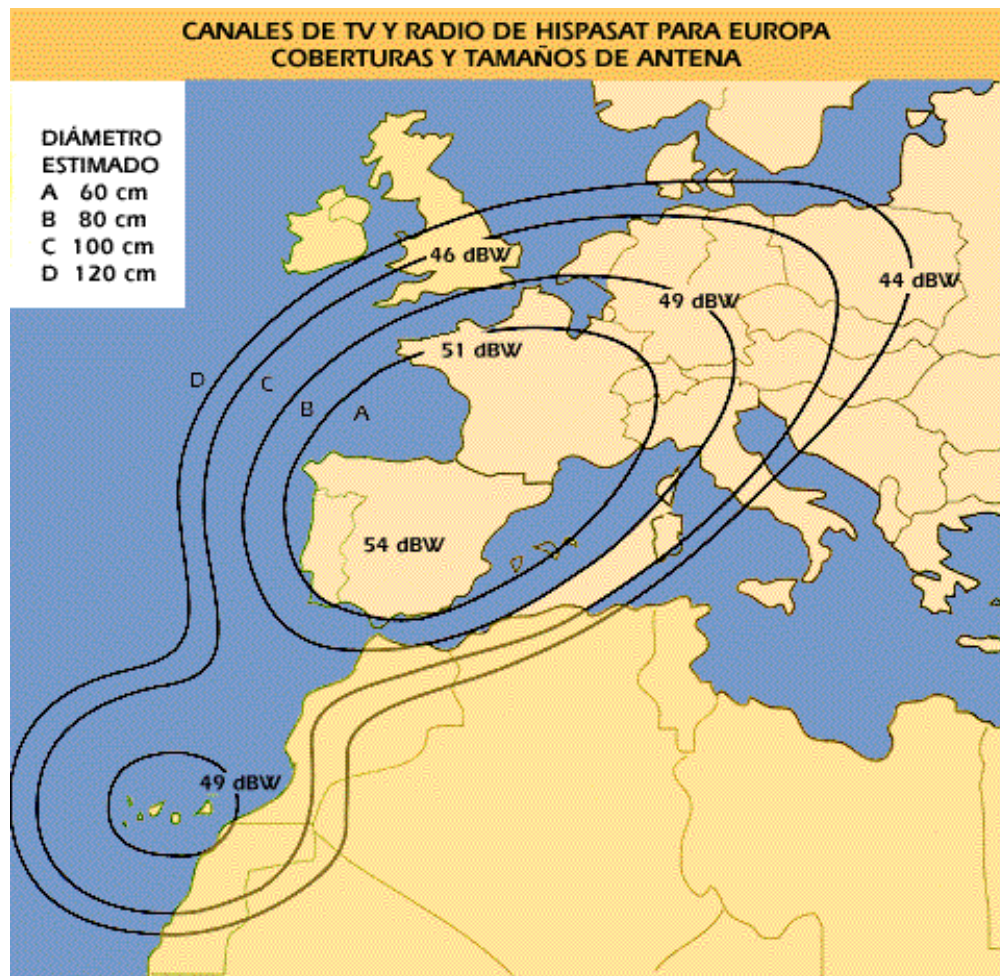 CANALES DE TV Y RADIO DE HISPASAT PARA EUROPA
COBERTURAS Y TAMAÑOS DE ANTENA
DIÁMETRO
ESTIMADO
A 60 cm
B 80 cm
C 100 cm
D 120 cm
46 dBW
44 dBW
49 dBW
51 dBW
D
C
B
A
54 dBW
49 dBW